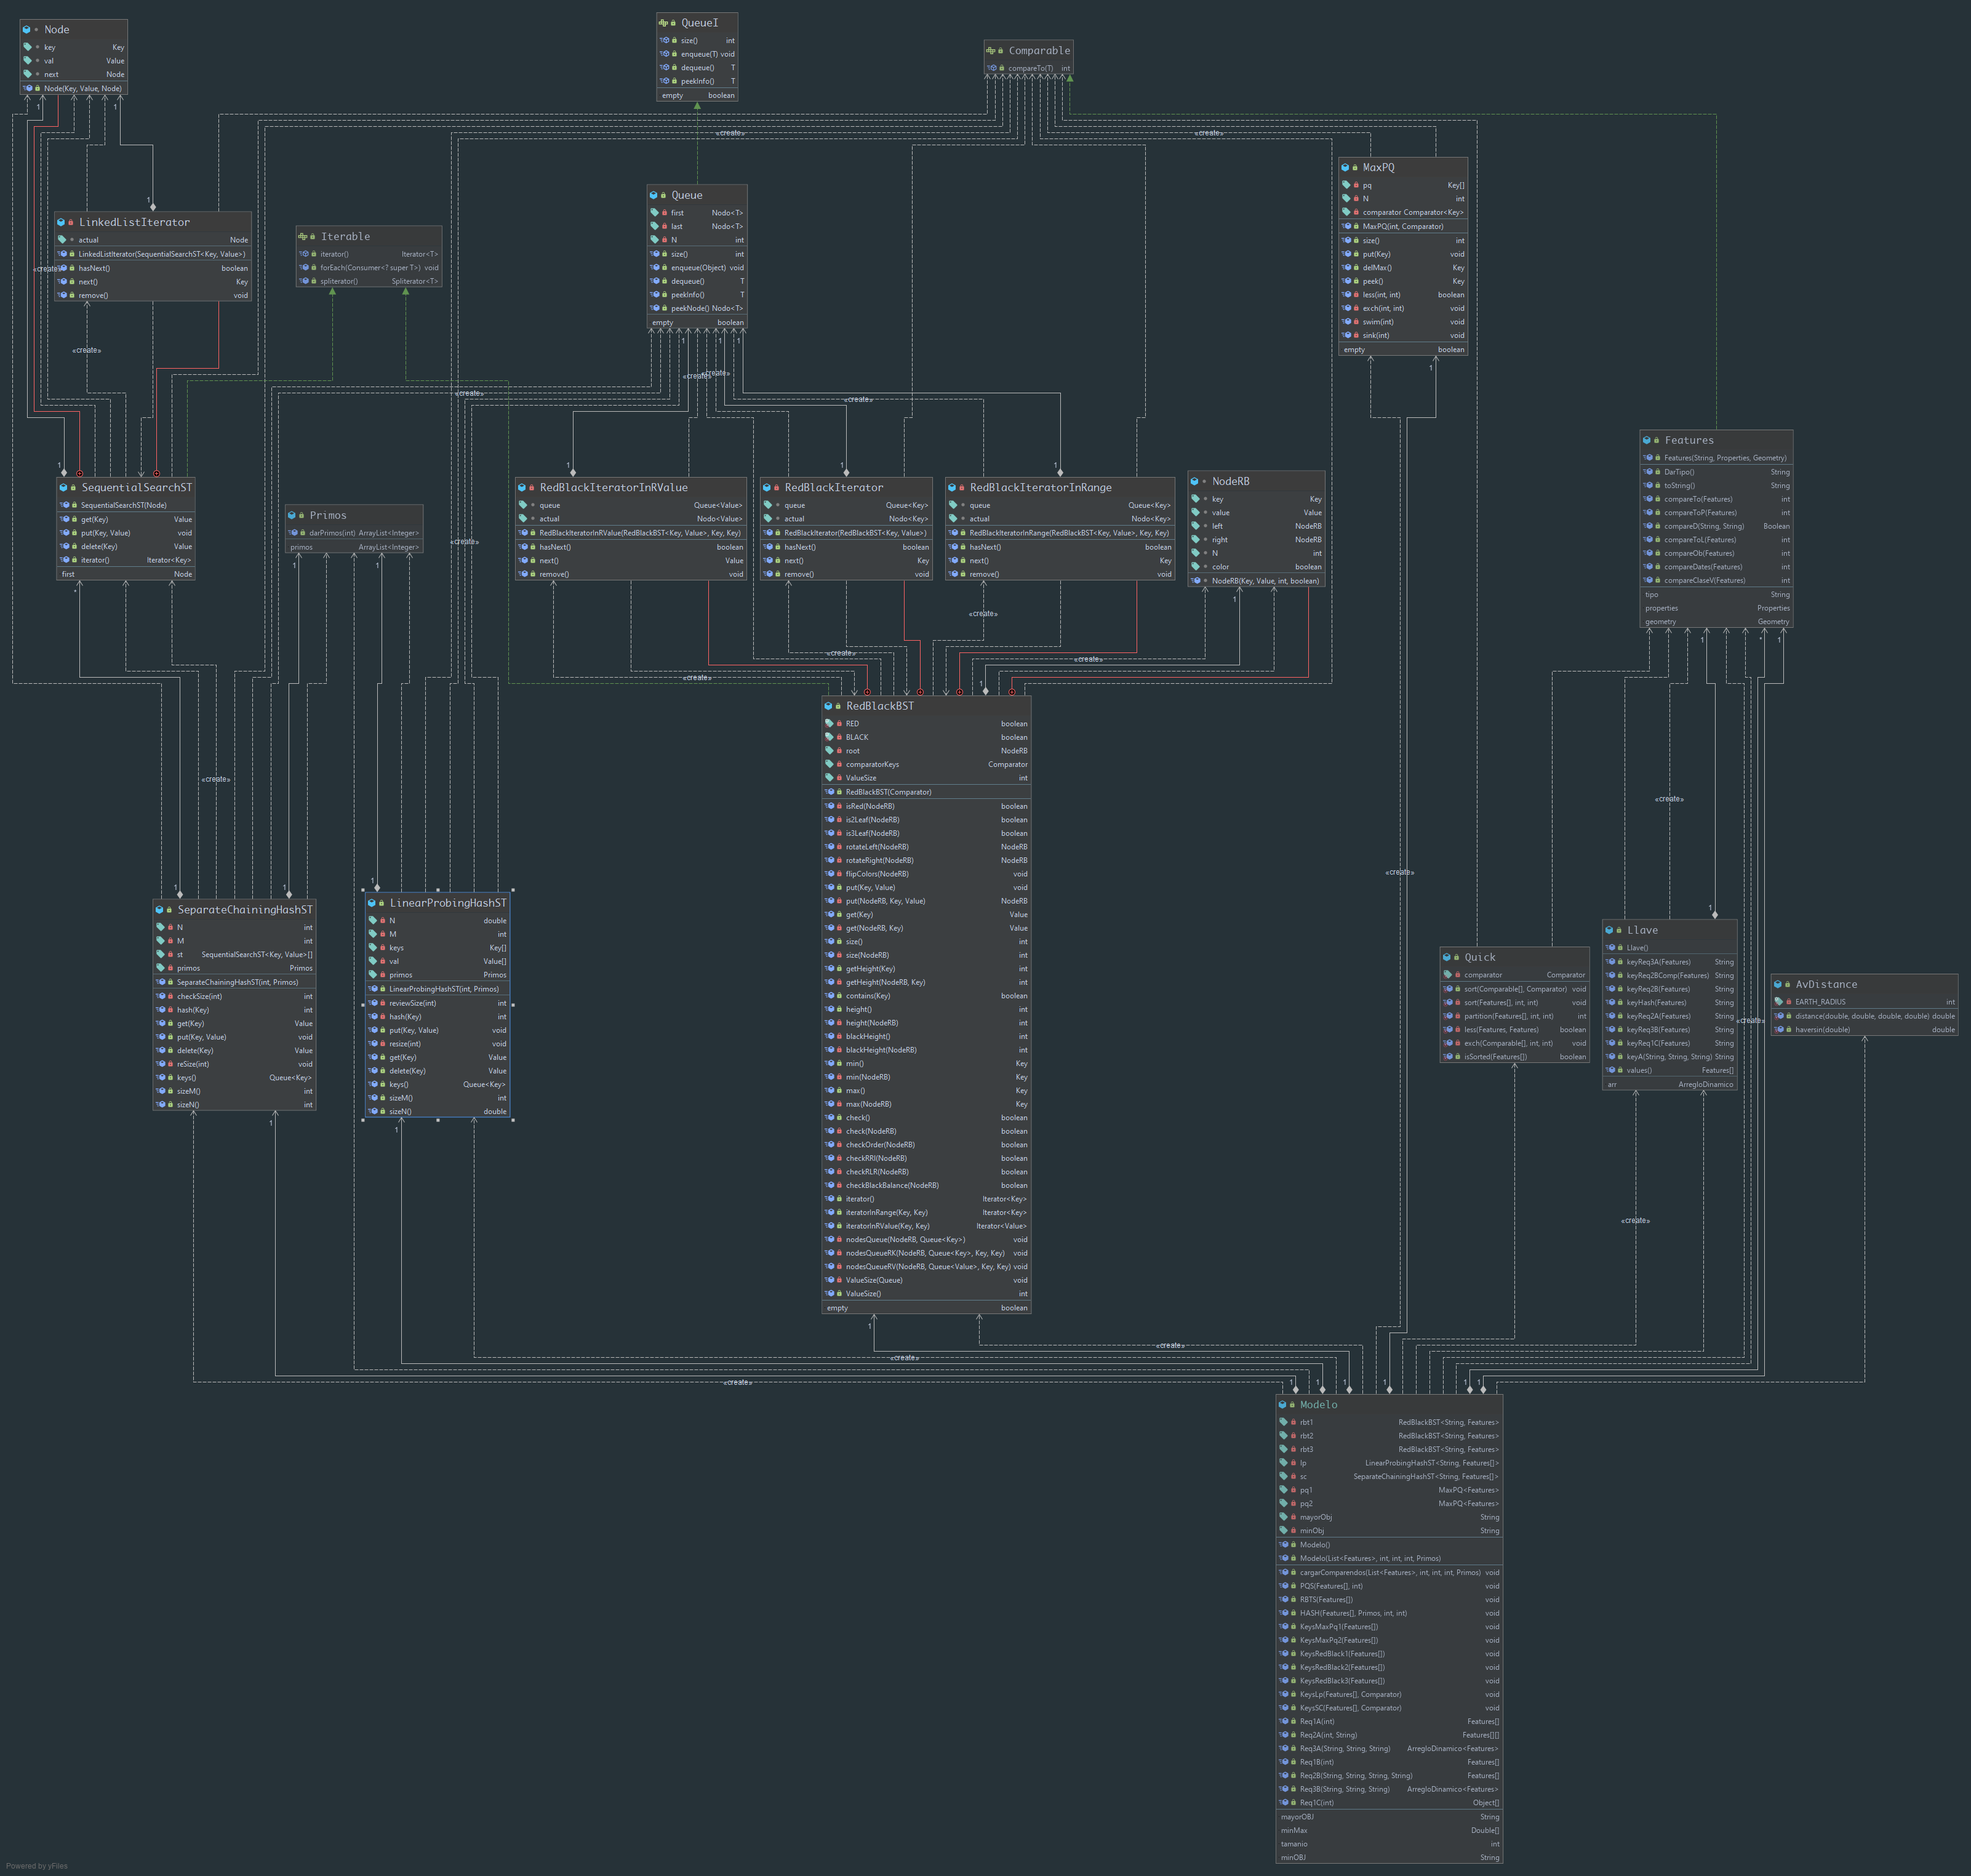 Node
key Key
val Value
next Node
Node(Key, Value, Node)
QueueI
size() int
enqueue(T) void
dequeue() T
peekInfo() T
empty boolean
Comparable
compareTo(T) int
MaxPQ
pq Key[]
N int
comparator Comparator<Key>
MaxPQ(int, Comparator)
size() int
put(Key) void
delMax() Key
peek() Key
less(int, int) boolean
exch(int, int) void
swim(int) void
sink(int) void
empty boolean
LinkedListIterator
actual Node
LinkedListIterator(SequentialSearchST<Key, Value>)
hasNext() boolean
next() Key
remove() void
Iterable
iterator() Iterator<T>
forEach(Consumer<? super T>) void
spliterator() Spliterator<T>
Queue
first Nodo<T>
last Nodo<T>
N int
size() int
enqueue(Object) void
dequeue() T
peekInfo() T
peekNode() Nodo<T>
empty boolean
Features
Features(String, Properties, Geometry)
DarTipo() String
toString() String
compareTo(Features) int
compareToP(Features) int
compareD(String, String) Boolean
compareToL(Features) int
compareOb(Features) int
compareDates(Features) int
compareClaseV(Features) int
tipo String
properties Properties
geometry Geometry
SequentialSearchST
SequentialSearchST(Node)
get(Key) Value
put(Key, Value) void
delete(Key) Value
iterator() Iterator<Key>
first Node
Primos
darPrimos(int) ArrayList<Integer>
primos ArrayList<Integer>
RedBlackIteratorInRValue
queue Queue<Value>
actual Nodo<Value>
RedBlackIteratorInRValue(RedBlackBST<Key, Value>, Key, Key)
hasNext() boolean
next() Value
remove() void
RedBlackIterator
queue Queue<Key>
actual Nodo<Key>
RedBlackIterator(RedBlackBST<Key, Value>)
hasNext() boolean
next() Key
remove() void
RedBlackIteratorInRange
queue Queue<Key>
actual Nodo<Key>
RedBlackIteratorInRange(RedBlackBST<Key, Value>, Key, Key)
hasNext() boolean
next() Key
remove() void
NodeRB
key Key
value Value
left NodeRB
right NodeRB
N int
color boolean
NodeRB(Key, Value, int, boolean)
RedBlackBST
RED boolean
BLACK boolean
root NodeRB
comparatorKeys Comparator
ValueSize int
RedBlackBST(Comparator)
isRed(NodeRB) boolean
is2Leaf(NodeRB) boolean
is3Leaf(NodeRB) boolean
rotateLeft(NodeRB) NodeRB
rotateRight(NodeRB) NodeRB
flipColors(NodeRB) void
put(Key, Value) void
put(NodeRB, Key, Value) NodeRB
get(Key) Value
get(NodeRB, Key) Value
size() int
size(NodeRB) int
getHeight(Key) int
getHeight(NodeRB, Key) int
contains(Key) boolean
height() int
height(NodeRB) int
blackHeight() int
blackHeight(NodeRB) int
min() Key
min(NodeRB) Key
max() Key
max(NodeRB) Key
check() boolean
check(NodeRB) boolean
checkOrder(NodeRB) boolean
checkRRI(NodeRB) boolean
checkRLR(NodeRB) boolean
checkBlackBalance(NodeRB) boolean
iterator() Iterator<Key>
iteratorInRange(Key, Key) Iterator<Key>
iteratorInRValue(Key, Key) Iterator<Value>
nodesQueue(NodeRB, Queue<Key>) void
nodesQueueRK(NodeRB, Queue<Key>, Key, Key) void
nodesQueueRV(NodeRB, Queue<Value>, Key, Key) void
ValueSize(Queue) void
ValueSize() int
empty boolean
SeparateChainingHashST
N int
M int
st SequentialSearchST<Key, Value>[]
primos Primos
SeparateChainingHashST(int, Primos)
checkSize(int) int
hash(Key) int
get(Key) Value
put(Key, Value) void
delete(Key) Value
reSize(int) void
keys() Queue<Key>
sizeM() int
sizeN() int
LinearProbingHashST
N double
M int
keys Key[]
val Value[]
primos Primos
LinearProbingHashST(int, Primos)
reviewSize(int) int
hash(Key) int
put(Key, Value) void
resize(int) void
get(Key) Value
delete(Key) Value
keys() Queue<Key>
sizeM() int
sizeN() double
Quick
comparator Comparator
sort(Comparable[], Comparator) void
sort(Features[], int, int) void
partition(Features[], int, int) int
less(Features, Features) boolean
exch(Comparable[], int, int) void
isSorted(Features[]) boolean
Llave
Llave()
keyReq3A(Features) String
keyReq2BComp(Features) String
keyReq2B(Features) String
keyHash(Features) String
keyReq2A(Features) String
keyReq3B(Features) String
keyReq1C(Features) String
keyA(String, String, String) String
values() Features[]
arr ArregloDinamico
AvDistance
EARTH_RADIUS int
distance(double, double, double, double) double
haversin(double) double
Modelo
rbt1 RedBlackBST<String, Features>
rbt2 RedBlackBST<String, Features>
rbt3 RedBlackBST<String, Features>
lp LinearProbingHashST<String, Features[]>
sc SeparateChainingHashST<String, Features[]>
pq1 MaxPQ<Features>
pq2 MaxPQ<Features>
mayorObj String
minObj String
Modelo()
Modelo(List<Features>, int, int, int, Primos)
cargarComparendos(List<Features>, int, int, int, Primos) void
PQS(Features[], int) void
RBTS(Features[]) void
HASH(Features[], Primos, int, int) void
KeysMaxPq1(Features[]) void
KeysMaxPq2(Features[]) void
KeysRedBlack1(Features[]) void
KeysRedBlack2(Features[]) void
KeysRedBlack3(Features[]) void
KeysLp(Features[], Comparator) void
KeysSC(Features[], Comparator) void
Req1A(int) Features[]
Req2A(int, String) Features[][]
Req3A(String, String, String) ArregloDinamico<Features>
Req1B(int) Features[]
Req2B(String, String, String, String) Features[]
Req3B(String, String, String) ArregloDinamico<Features>
Req1C(int) Object[]
mayorOBJ String
minMax Double[]
tamanio int
minOBJ String
Powered by yFiles